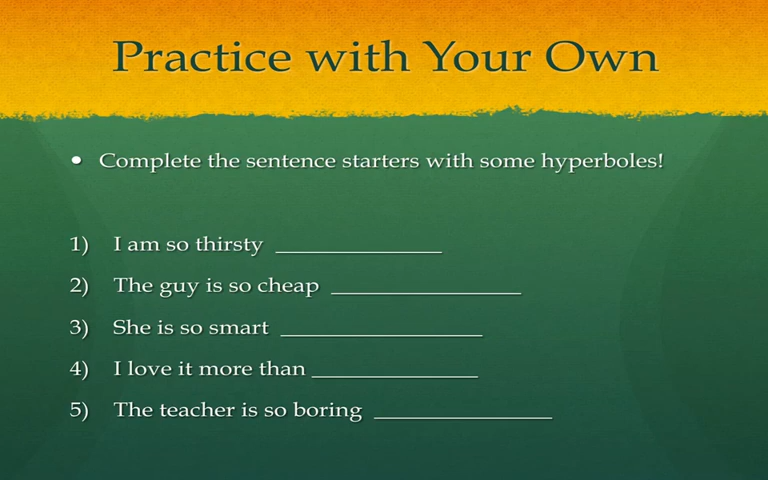 Practice with Your Own
• Complete the sentence starters with some hyperboles!
1) I am so thirsty _______________
2) The guy is so cheap _________________
3) She is so smart __________________
4) I love it more than _______________
5) The teacher is so boring ________________